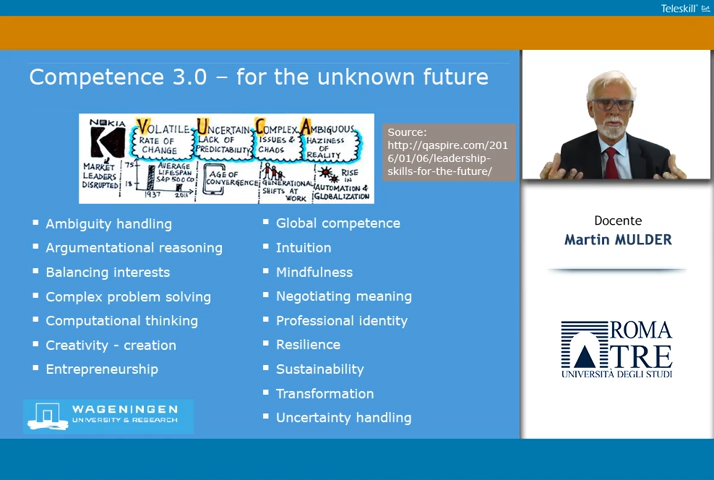 Teleskill
Competence 3.0 – for the unknown future
NOKIA
VOLATILE
RATE OF
CHANGE
UNCERTAIN
LACK OF
PREDICTABILITY
COMPLEX
ISSUES &
CHAOS
AMBIGUOUS
HAZINESS
OF
REALITY
MARKET
LEADERS
DISRUPTED
75
15
AVERAGE
LIFESPAN
S&P 500 CO
1937
AGE OF
CONVERGENCE
GENERATIONAL
SHIFTS AT
WORK
RISE
IN
AUTOMATION &
GLOBALIZATION
Source:
http://qaspire.com/201
6/01/06/leadership-
skills-for-the-future/
Ambiguity handling
Argumentational reasoning
Balancing interests
Complex problem solving
Computational thinking
Creativity - creation
Entrepreneurship
Global competence
Intuition
Mindfulness
Negotiating meaning
Professional identity
Resilience
Sustainability
Transformation
Uncertainty handling
WAGENINGEN
UNIVERSITY & RESEARCH
Docente
Martin MULDER
ROMA
TRE
UNIVERSITÀ DEGLI STUDI